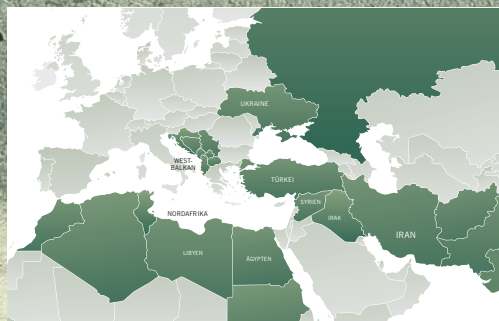 UKRAINE
WEST-
BALKAN
TÜRKEI
SYRIEN
NORDAFRIKA
IRAK
IRAN
LIBYEN
ÄGYPTEN